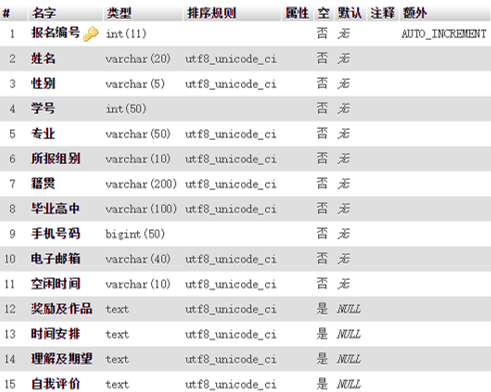 # 名字 类型 排序规则 属性 空 默认 注释 额外
1 报名编号 int(11) 否 无 AUTO_INCREMENT
2 姓名 varchar(20) utf8_unicode_ci 否 无
3 性别 varchar(5) utf8_unicode_ci 否 无
4 学号 int(50) 否 无
5 专业 varchar(50) utf8_unicode_ci 否 无
6 所报组别 varchar(10) utf8_unicode_ci 否 无
7 籍贯 varchar(200) utf8_unicode_ci 否 无
8 毕业高中 varchar(100) utf8_unicode_ci 否 无
9 手机号码 bigint(50) 否 无
10 电子邮箱 varchar(40) utf8_unicode_ci 否 无
11 空闲时间 varchar(10) utf8_unicode_ci 否 无
12 奖励及作品 text utf8_unicode_ci 是 NULL
13 时间安排 text utf8_unicode_ci 是 NULL
14 理解及期望 text utf8_unicode_ci 是 NULL
15 自我评价 text utf8_unicode_ci 是 NULL